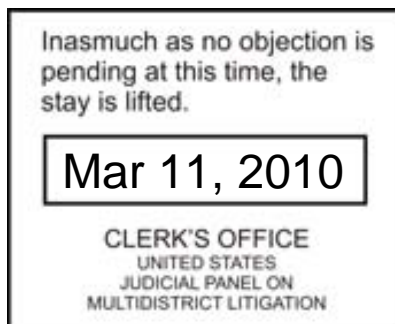 Inasmuch as no objection is
pending at this time, the
stay is lifted.
Mar 11, 2010
CLERK'S OFFICE
UNITED STATES
JUDICIAL PANEL ON
MULTIDISTRICT LITIGATION